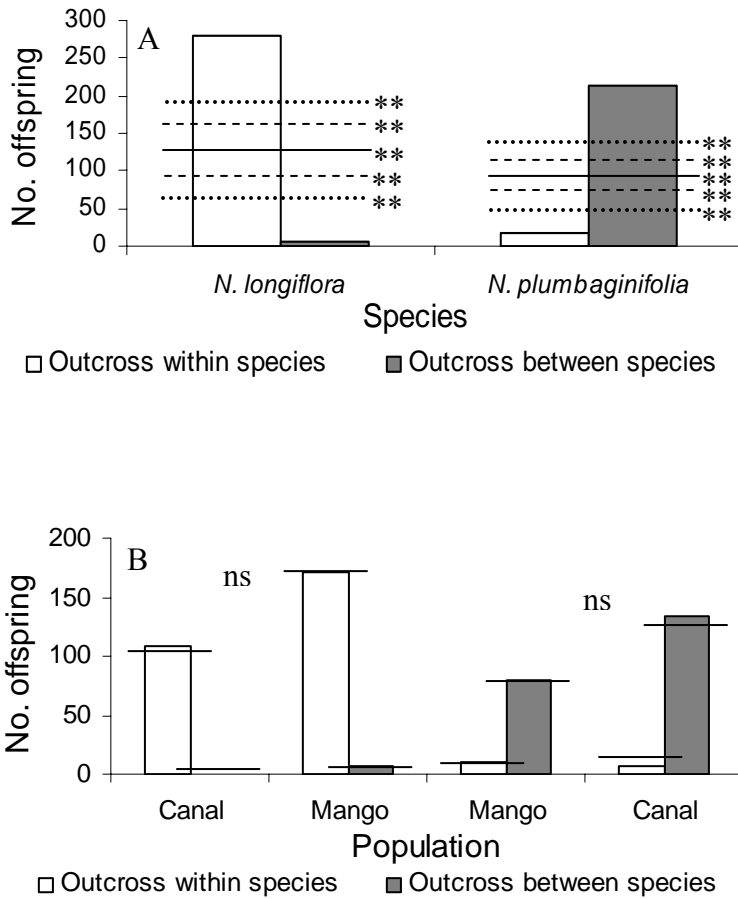 A
No. offspring
300
250
200
150
100
50
0
**
**
**
**
**
**
**
**
**
**
N. longiflora
N. plumbaginifolia
Species
Outcross within species
Outcross between species
B
No. offspring
200
150
100
50
0
ns
ns
Canal
Mango
Mango
Canal
Population
Outcross within species
Outcross between species